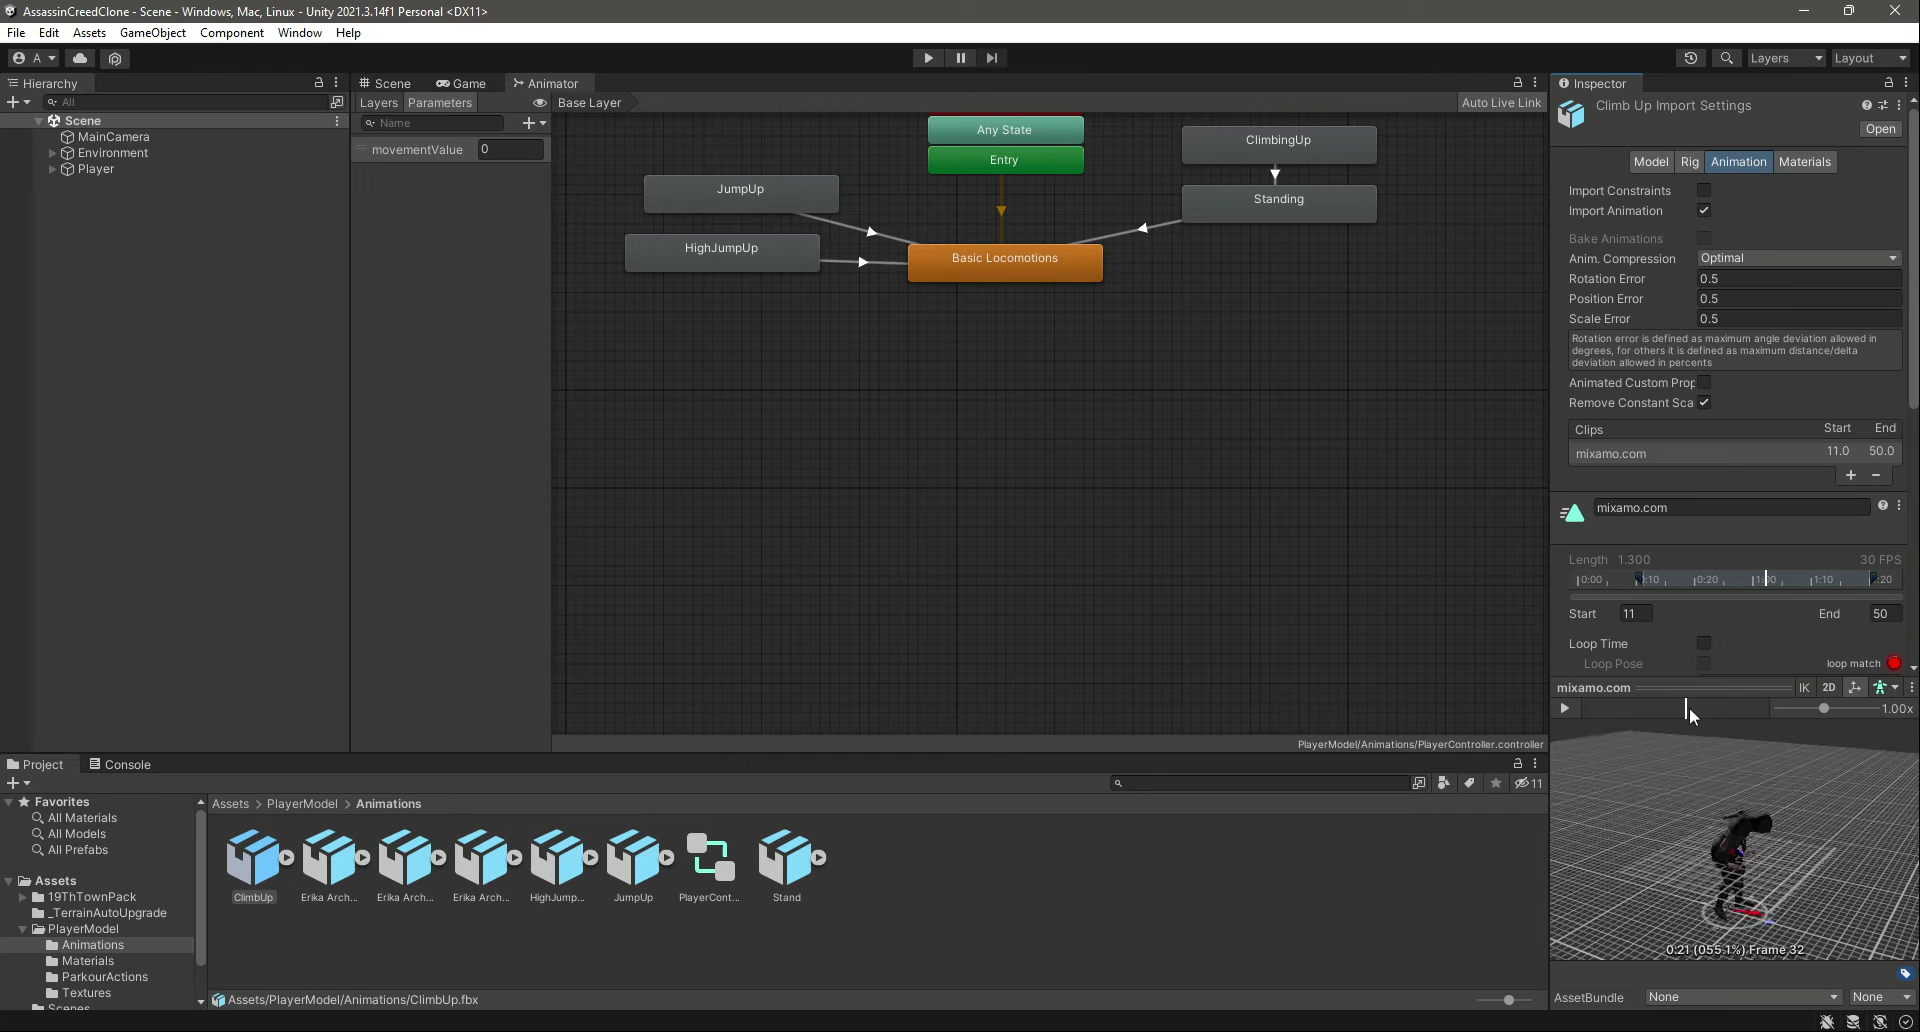 AssassinCreedClone - Scene - Windows, Mac, Linux - Unity 2021.3.14f1 Personal <DX11>
File Edit Assets GameObject Component Window Help
A
Layers Layout
Hierarchy
All
Scene
MainCamera
Environment
Player
Scene Game Animator
Layers Parameters
Base Layer
Auto Live Link
Name
movementValue 0
Any State
Entry
ClimbingUp
JumpUp
Standing
HighJumpUp
Basic Locomotions
PlayerModel/Animations/PlayerController.controller
Inspector
Climb Up Import Settings
Open
Model Rig Animation Materials
Import Constraints
Import Animation
Bake Animations
Anim. Compression Optimal
Rotation Error 0.5
Position Error 0.5
Scale Error 0.5
Rotation error is defined as maximum angle deviation allowed in
degrees, for others it is defined as maximum distance/delta
deviation allowed in percents
Animated Custom Prop
Remove Constant Sca
Clips Start End
mixamo.com 11.0 50.0
mixamo.com
Length 1.300 30 FPS
0:00 0:20 1:10 :20
Start 11 End 50
Loop Time
Loop Pose loop match
mixamo.com IK 2D
1.00x
0:21 (055.1%) Frame 32
AssetBundle None None
Project Console
11
Favorites
All Materials
All Models
All Prefabs
Assets
19ThTownPack
_TerrainAutoUpgrade
PlayerModel
Animations
Materials
ParkourActions
Textures
Scenes
Assets > PlayerModel > Animations
ClimbUp Erika Arch... Erika Arch... Erika Arch... HighJump... JumpUp PlayerCont... Stand
Assets/PlayerModel/Animations/ClimbUp.fbx